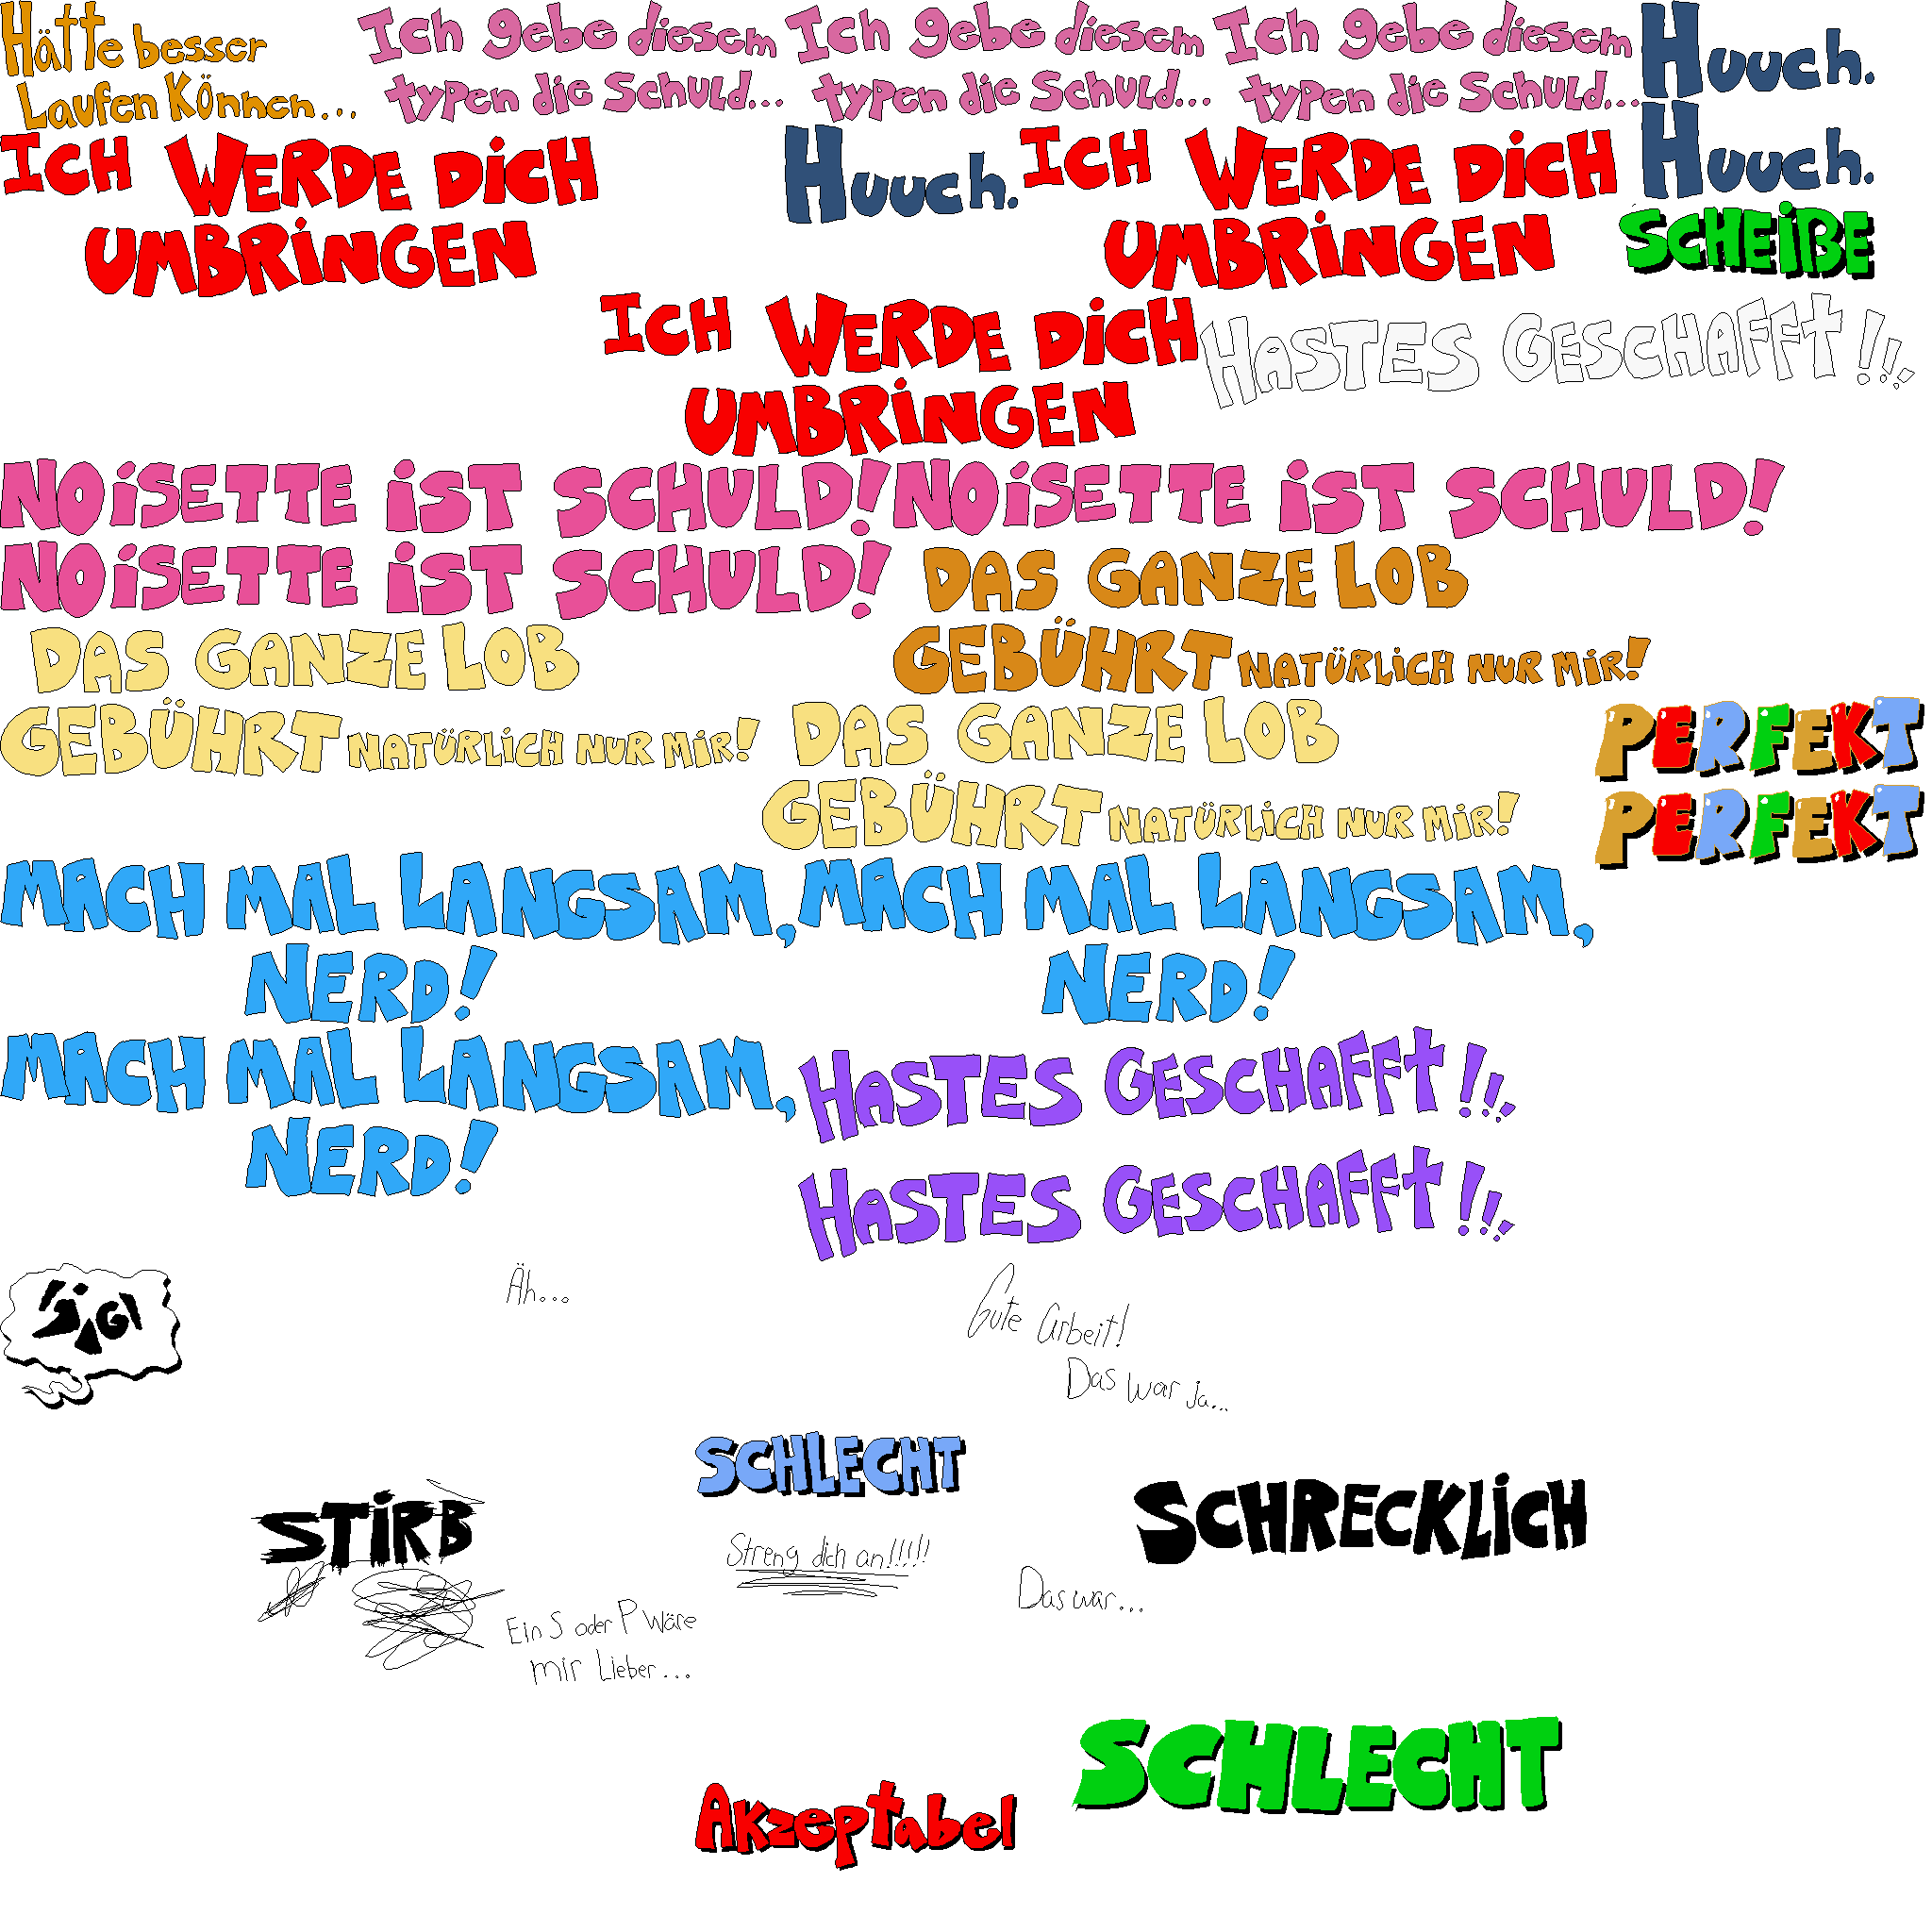 Hätte besser
Laufen Können...
Ich gebe diesem
typen die Schuld...
Ich gebe diesem
typen die Schuld...
Ich gebe diesem
typen die Schuld...
Huuch.
Huuch.
ICH WERDE DICH
UMBRINGEN
Huuch.
ICH WERDE DICH
UMBRINGEN
SCHEIßE
ICH WERDE DICH
UMBRINGEN
HASTES GESCHAFFT!!!,
NOISETTE IST SCHULD!
NOISETTE IST SCHULD!
NOISETTE IST SCHULD!
DAS GANZE LOB
GEBÜHRT NATÜRLICH NUR MIR!
DAS GANZE LOB
GEBÜHRT NATÜRLICH NUR MIR!
DAS GANZE LOB
GEBÜHRT NATÜRLICH NUR MIR!
PERFEKT
PERFEKT
MACH MAL LANGSAM,
NERD!
MACH MAL LANGSAM,
NERD!
MACH MAL LANGSAM,
NERD!
HASTES GESCHAFFT!!!,
HASTES GESCHAFFT!!!,
Äh...
Gute Arbeit!
Das war ja...
SCHLECHT
STIRB
Streng dich an!!!!!
SCHRECKLICH
Das war...
Ein S oder P Wäre
mir Lieber...
SCHLECHT
Akzeptabel